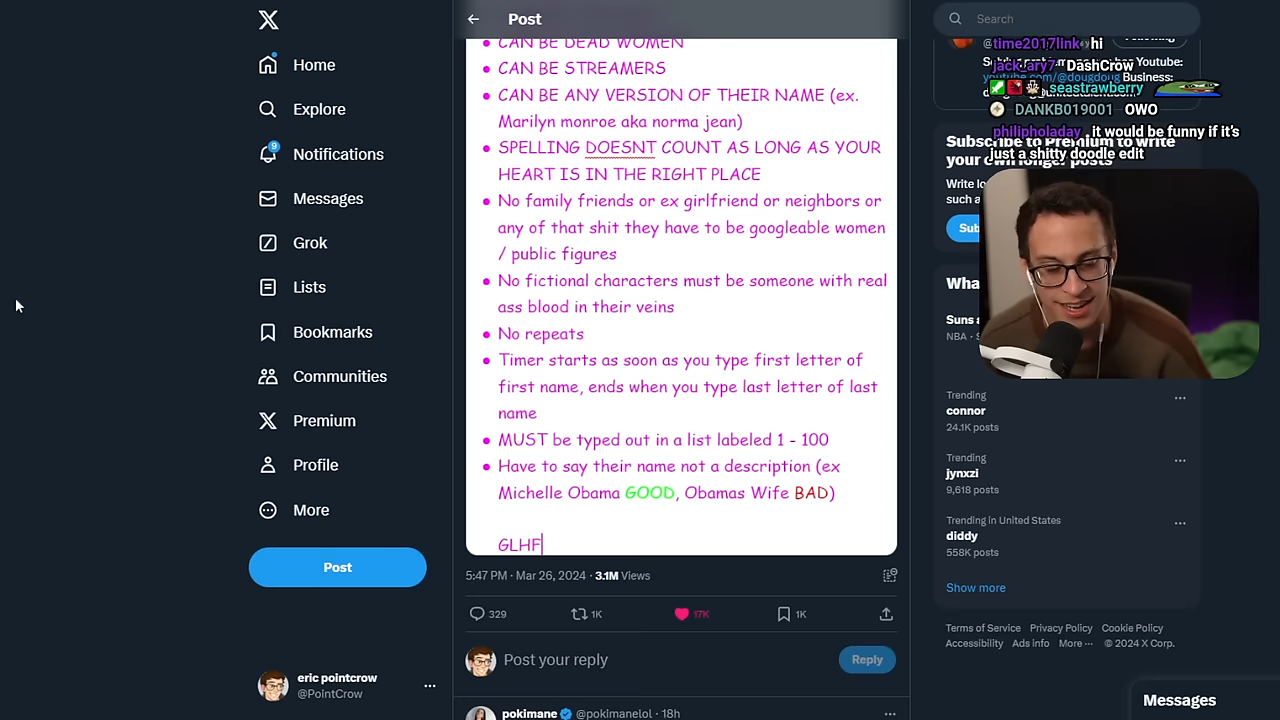 Post
Search
CAN BE DEAD WOMEN
CAN BE STREAMERS
CAN BE ANY VERSION OF THEIR NAME (ex.
Marilyn monroe aka norma jean)
SPELLING DOESNT COUNT AS LONG AS YOUR
HEART IS IN THE RIGHT PLACE
No family friends or ex girlfriend or neighbors or
any of that shit they have to be googleable women
/ public figures
No fictional characters must be someone with real
ass blood in their veins
No repeats
Timer starts as soon as you type first letter of
first name, ends when you type last letter of last
name
MUST be typed out in a list labeled 1 - 100
Have to say their name not a description (ex
Michelle Obama GOOD, Obamas Wife BAD)
GLHF
5:47 PM · Mar 26, 2024 · 3.1M Views
329
1K
17K
1K
Post your reply
Reply
pokimane @pokimanelol · 18h
Home
Explore
9
Notifications
Messages
Grok
Lists
Bookmarks
Communities
Premium
Profile
More
Post
eric pointcrow
@PointCrow
time2017link hi
jack_ary7 DashCrow
seastrawberry
DANKB019001 OWO
philipholaday it would be funny if it's
just a shitty doodle edit
Following
Youtube:
youtube.com/@dougdoug Business:
Subscribe to Premium to write
your own longer posts
Write
such a
Sub
NBA ·
Trending
connor
24.1K posts
Trending
jynxzi
9,618 posts
Trending in United States
diddy
558K posts
Show more
Terms of Service Privacy Policy Cookie Policy
Accessibility Ads info More ··· © 2024 X Corp.
Messages